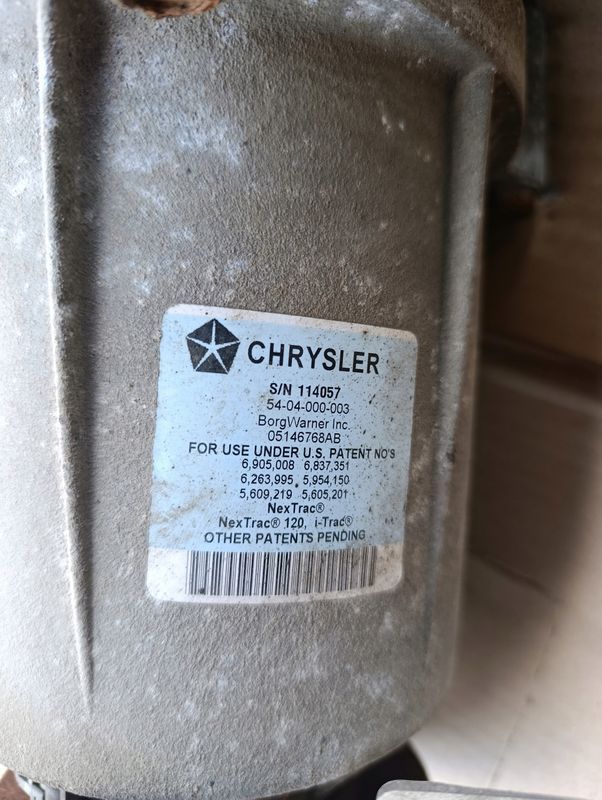 CHRYSLER
S/N 114057
54-04-000-003
BorgWarner Inc.
05146768AB
FOR USE UNDER U.S. PATENT NO'S
6,905,008 6,837,351
6,263,995 5,954,150
5,609,219 5,605,201
NexTrac®
NexTrac® 120, i-Trac®
OTHER PATENTS PENDING